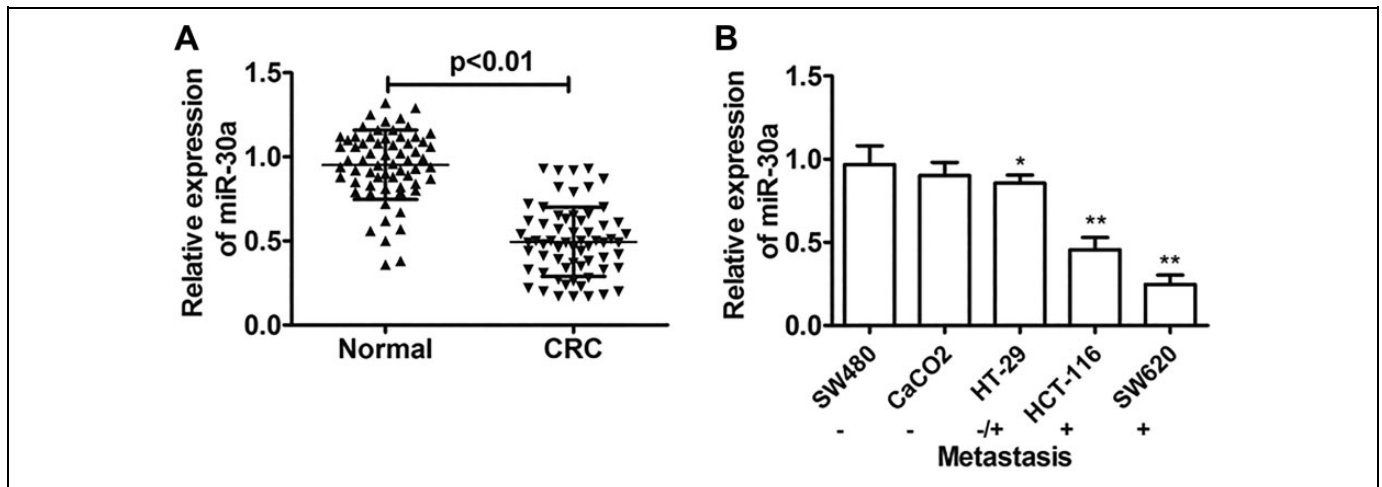 A
p<0.01
Relative expression
of miR-30a
1.5
1.0
0.5
0.0
Normal
CRC
B
Relative expression
of miR-30a
1.5
1.0
0.5
0.0
*
**
**
SW480
CaCO2
HT-29
HCT-116
SW620
- - -/+ + +
Metastasis